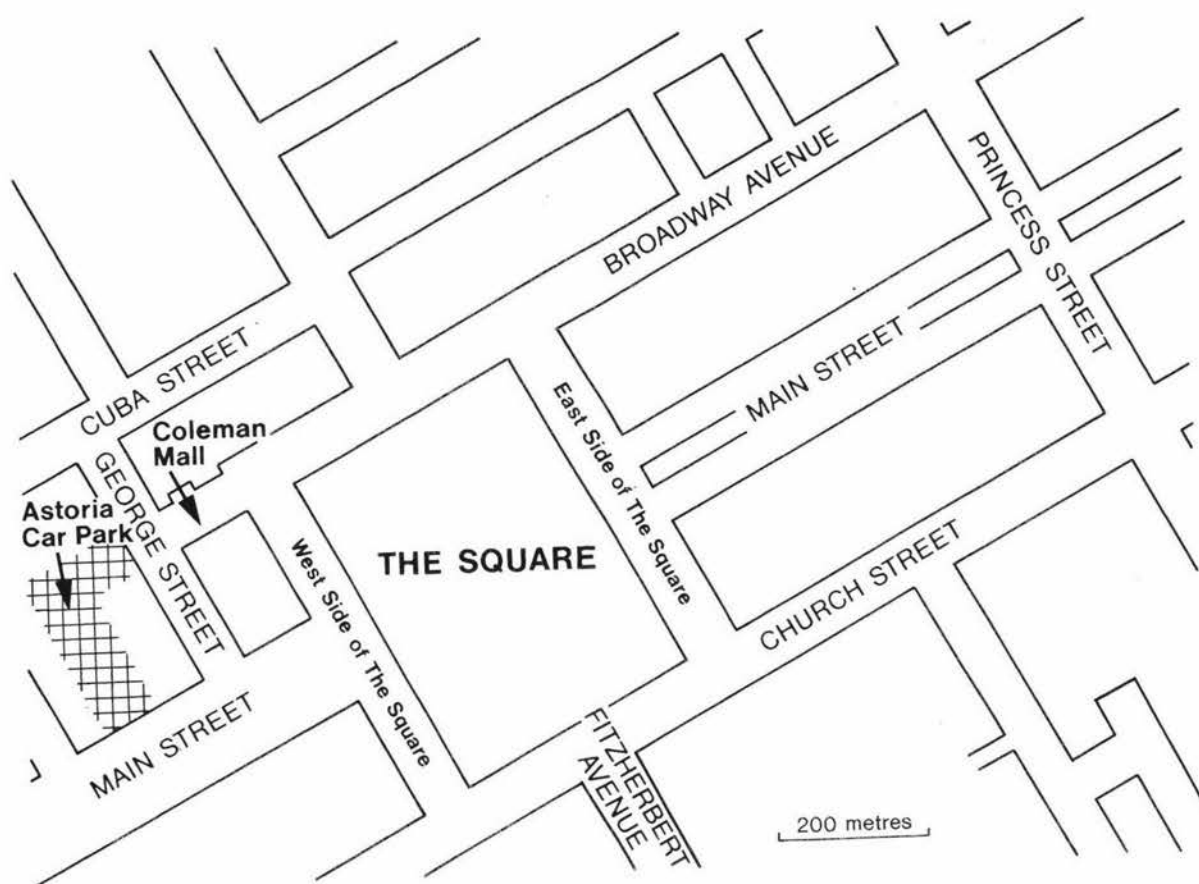 BROADWAY AVENUE
PRINCESS STREET
CUBA STREET
MAIN STREET
East Side of The Square
Coleman
Mall
GEORGE STREET
Astoria
Car Park
THE SQUARE
West Side of The Square
CHURCH STREET
MAIN STREET
FITZHERBERT
AVENUE
200 metres